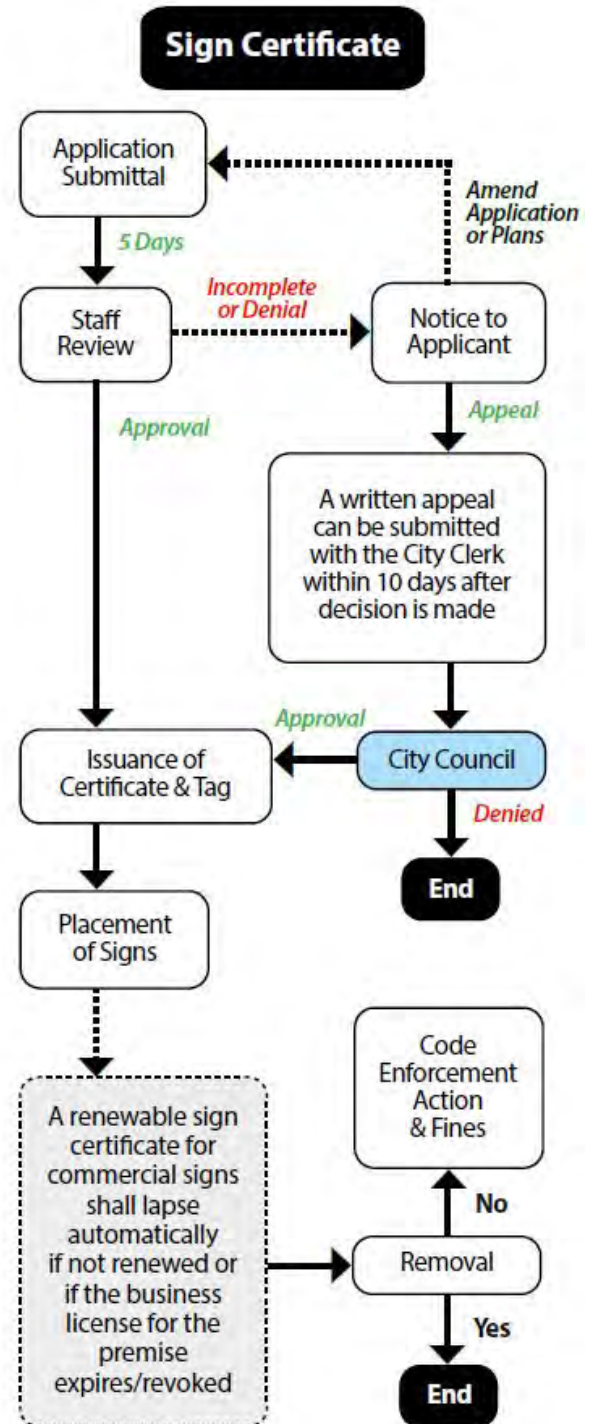 Sign Certificate
Application
Submittal
Amend
Application
or Plans
5 Days
Incomplete
or Denial
Staff
Review
Notice to
Applicant
Approval
Appeal
A written appeal
can be submitted
with the City Clerk
within 10 days after
decision is made
Approval
Issuance of
Certificate & Tag
City Council
Denied
End
Placement
of Signs
Code
Enforcement
Action
& Fines
A renewable sign
certificate for
commercial signs
shall lapse
automatically
if not renewed or
if the business
license for the
premise
expires/revoked
No
Removal
Yes
End